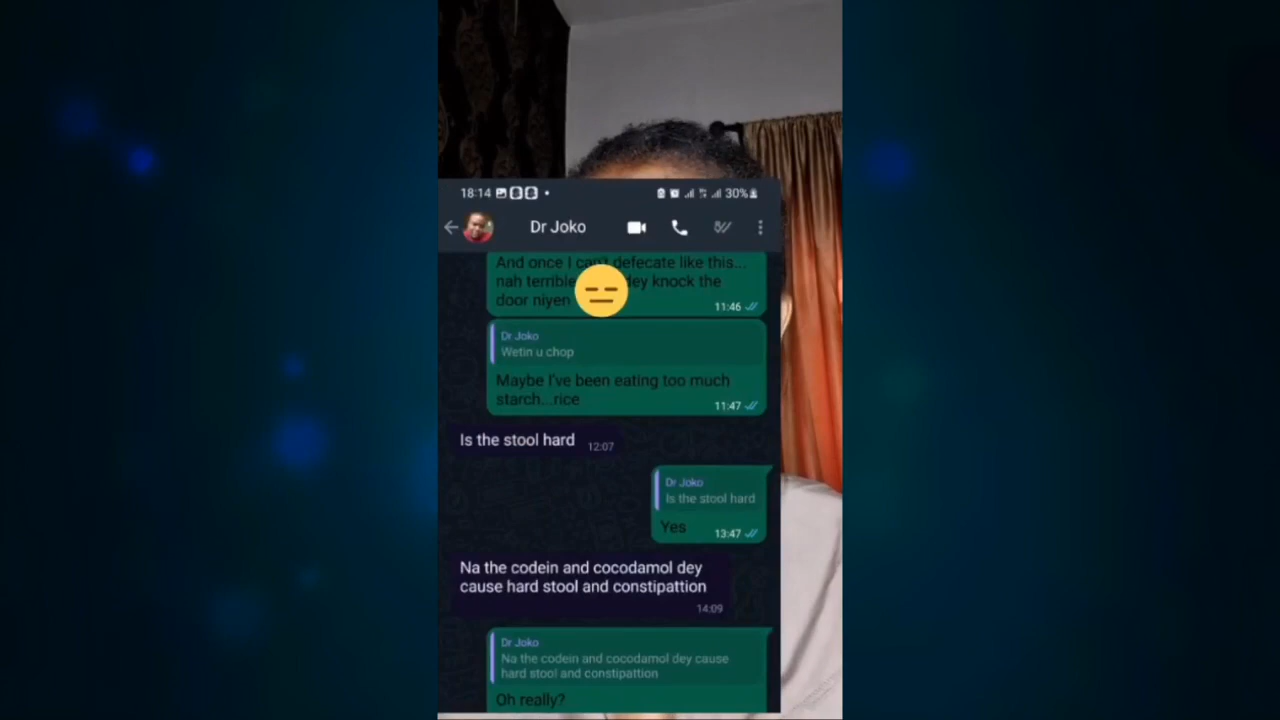 18:14
30%
Dr Joko
And once I can't defecate like this...
nah terrible dey knock the
door niyen
11:46
Dr Joko
Wetin u chop
Maybe I've been eating too much
starch...rice
11:47
Is the stool hard
12:07
Dr Joko
Is the stool hard
Yes
13:47
Na the codein and cocodamol dey
cause hard stool and constipattion
14:09
Dr Joko
Na the codein and cocodamol dey cause
hard stool and constipattion
Oh really?